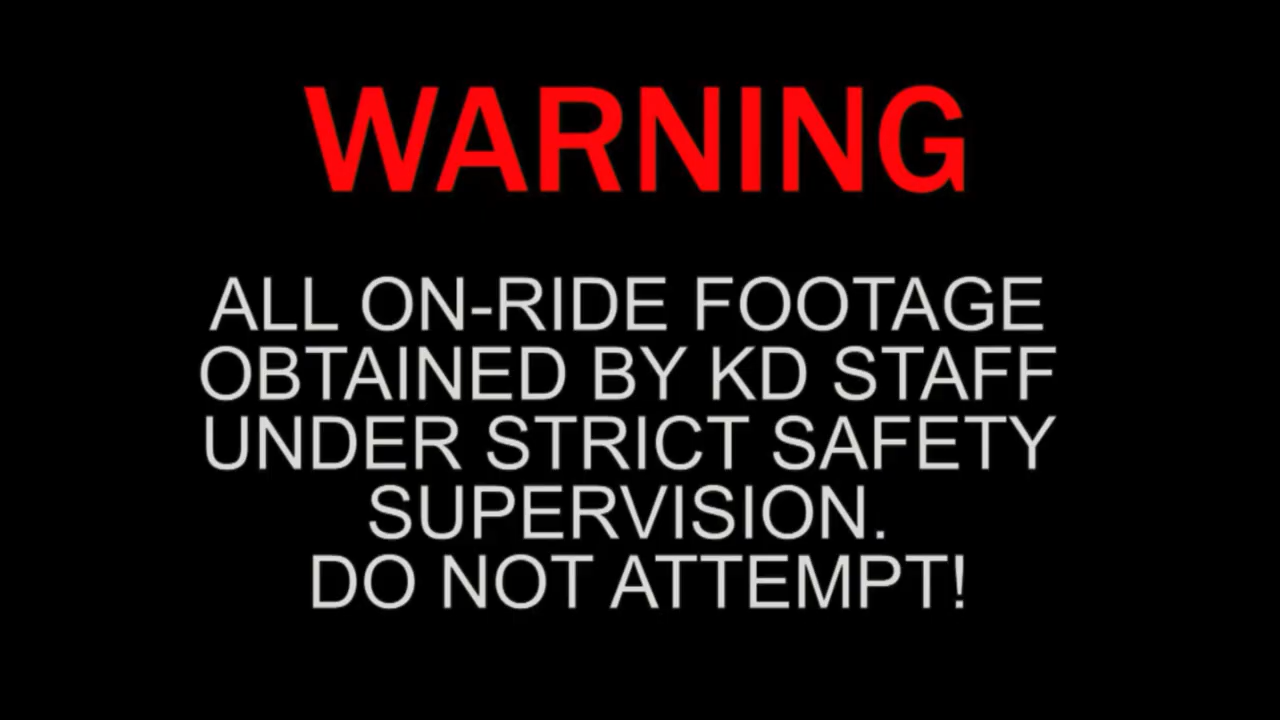 WARNING
ALL ON-RIDE FOOTAGE
OBTAINED BY KD STAFF
UNDER STRICT SAFETY
SUPERVISION.
DO NOT ATTEMPT!